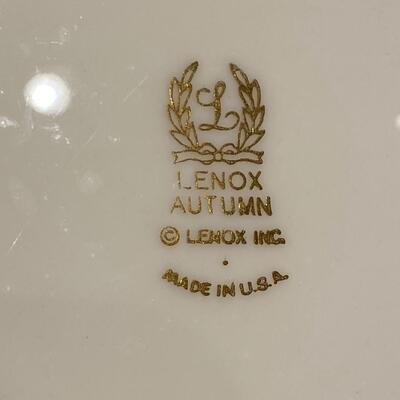 L
LENOX
AUTUMN
© LENOX INC.
MADE IN U.S.A.